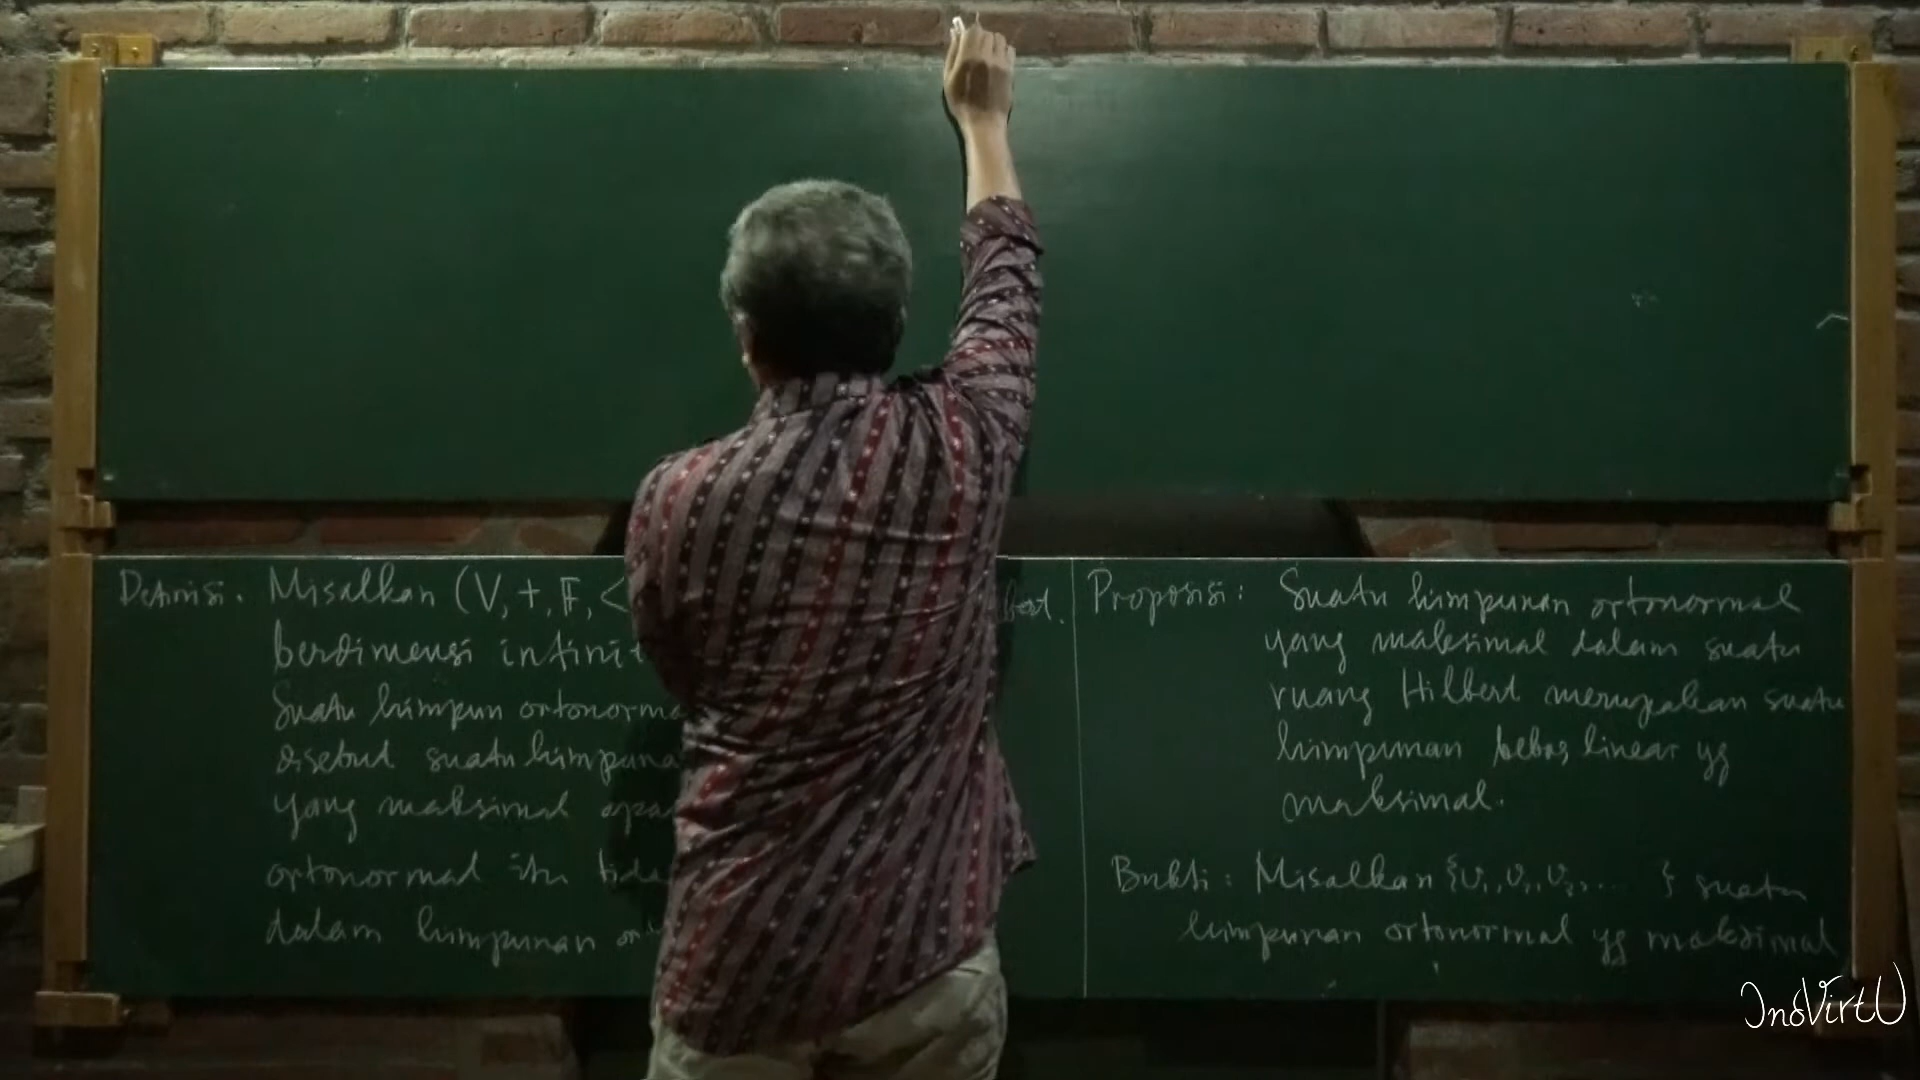 Definisi. Misalkan (V, +, 𝔽, <
berdimensi infinit
Suatu himpun ortonorma
disebut suatu himpuna
yang maksimal apa
ortonormal itu tida
dalam himpunan
Proposisi: Suatu himpunan ortonormal
yang maksimal dalam suatu
ruang Hilbert merupakan suatu
himpunan bebas linear yg
maksimal.
Bukti: Misalkan {v₁, v₂, v₃, ... } suatu
himpunan ortonormal yg maksimal
InoVirtU